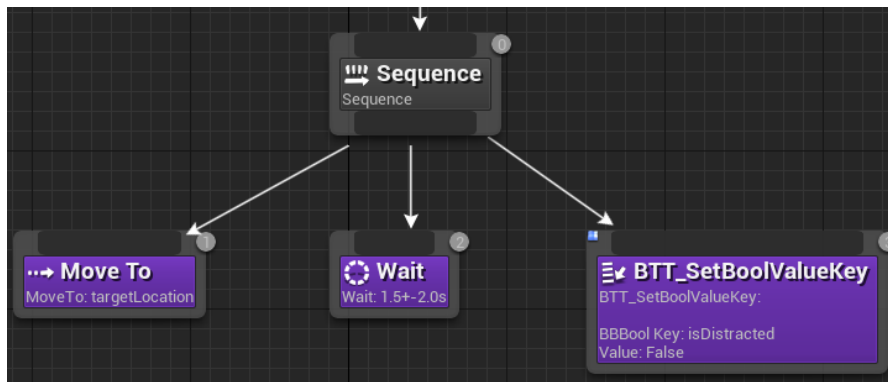 0
Sequence
Sequence
1
Move To
MoveTo: targetLocation
2
Wait
Wait: 1.5+-2.0s
BTT_SetBoolValueKey
BTT_SetBoolValueKey:
BBBool Key: isDistracted
Value: False